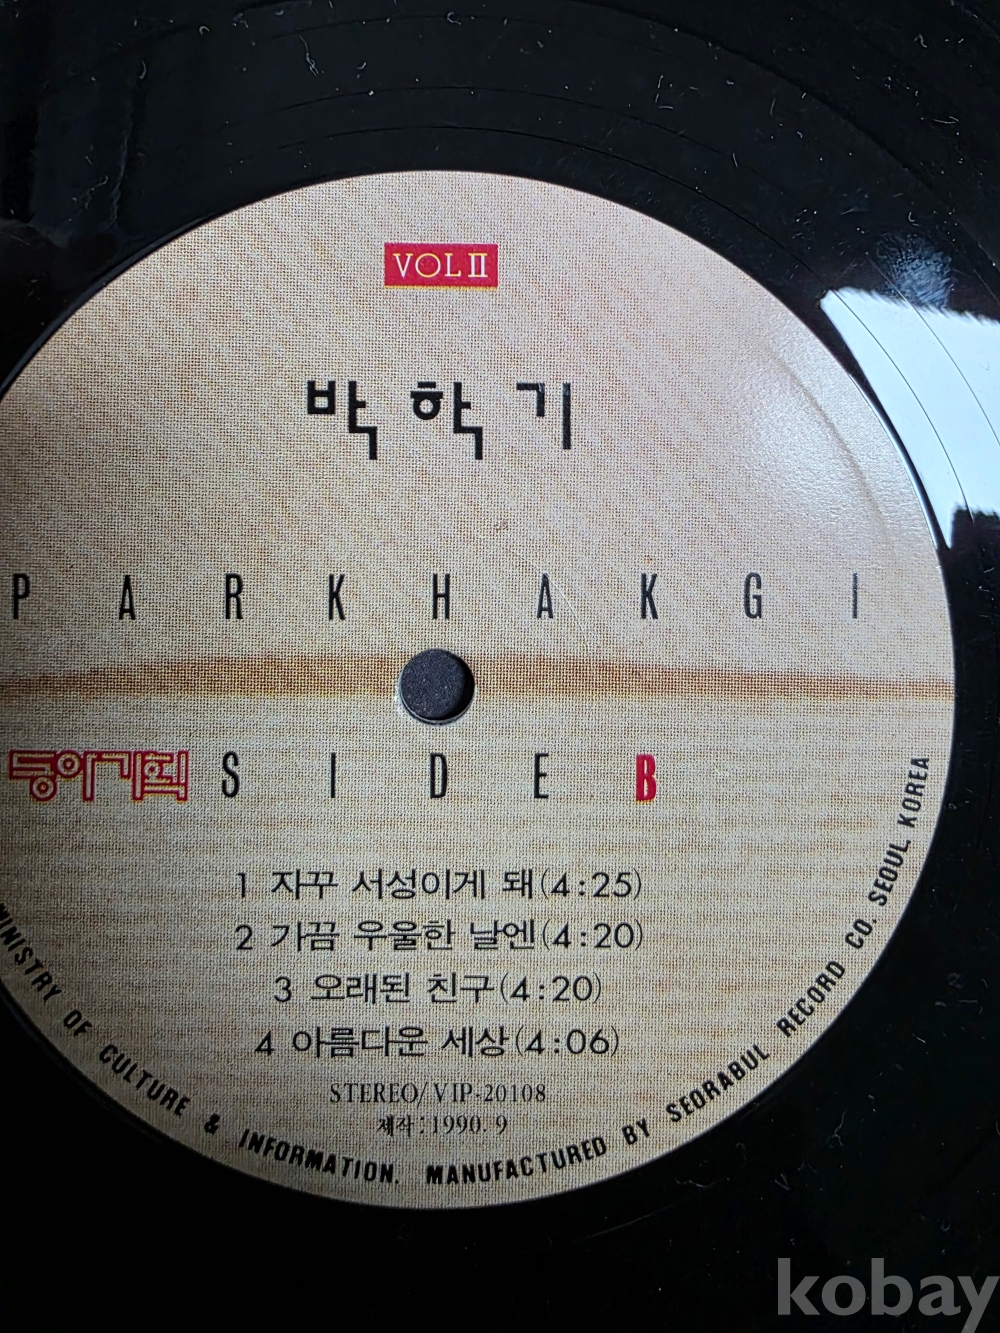 VOL II
박학기
PARKHAKGI
동아기획 SIDE B
1 자꾸 서성이게 돼(4:25)
2 가끔 우울한 날엔(4:20)
3 오래된 친구(4:20)
4 아름다운 세상(4:06)
STEREO/VIP-20108
제작:1990.9
MINISTRY OF CULTURE & INFORMATION. MANUFACTURED BY SEORABUL RECORD CO. SEOUL KOREA
kobay